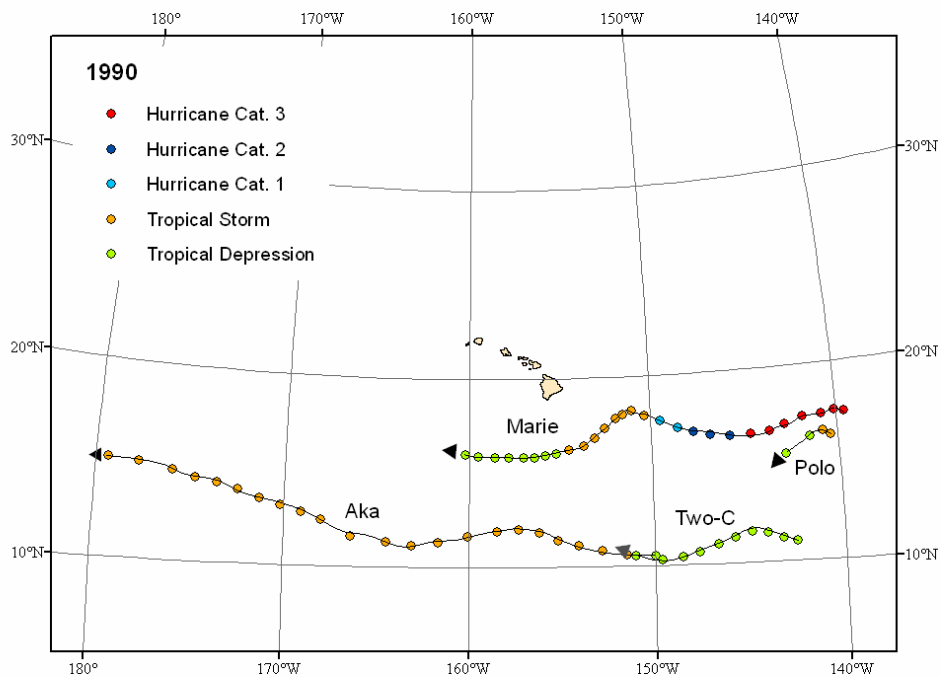 180° 170°W 160°W 150°W 140°W
1990
Hurricane Cat. 3
30°N 30°N
Hurricane Cat. 2
Hurricane Cat. 1
Tropical Storm
Tropical Depression
20°N 20°N
Marie
Polo
Aka
Two-C
10°N 10°N
180° 170°W 160°W 150°W 140°W